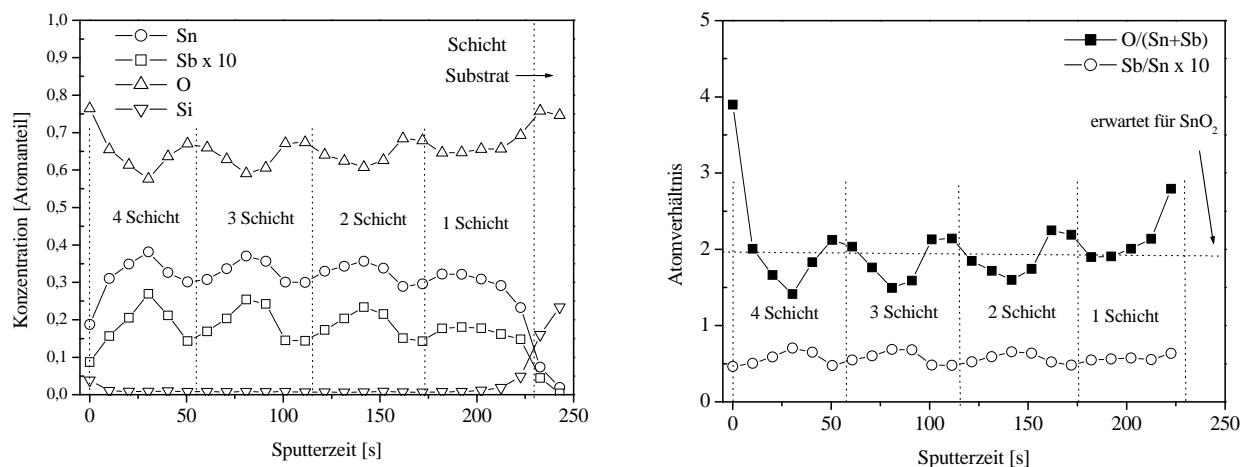 1,0
0,9
0,8
0,7
0,6
0,5
0,4
0,3
0,2
0,1
0,0
Konzentration [Atomanteil]
Sn
Sb x 10
O
Si
Schicht
Substrat
4 Schicht
3 Schicht
2 Schicht
1 Schicht
0
50
100
150
200
250
Sputterzeit [s]
5
4
3
2
1
0
Atomverhältnis
O/(Sn+Sb)
Sb/Sn x 10
erwartet für SnO₂
4 Schicht
3 Schicht
2 Schicht
1 Schicht
0
50
100
150
200
250
Sputterzeit [s]